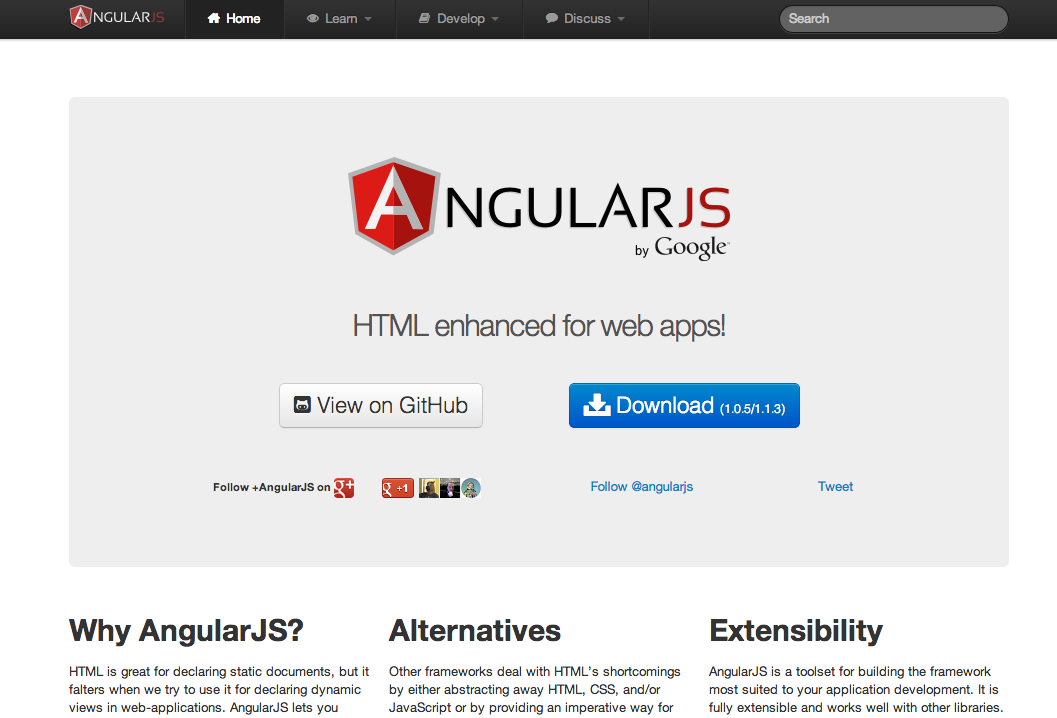 ANGULARJS Home Learn Develop Discuss Search
ANGULARJS
by Google™
HTML enhanced for web apps!
View on GitHub Download (1.0.5/1.1.3)
Follow +AngularJS on g+ g +1 Follow @angularjs Tweet
Why AngularJS?
HTML is great for declaring static documents, but it
falters when we try to use it for declaring dynamic
views in web-applications. AngularJS lets you
Alternatives
Other frameworks deal with HTML's shortcomings
by either abstracting away HTML, CSS, and/or
JavaScript or by providing an imperative way for
Extensibility
AngularJS is a toolset for building the framework
most suited to your application development. It is
fully extensible and works well with other libraries.